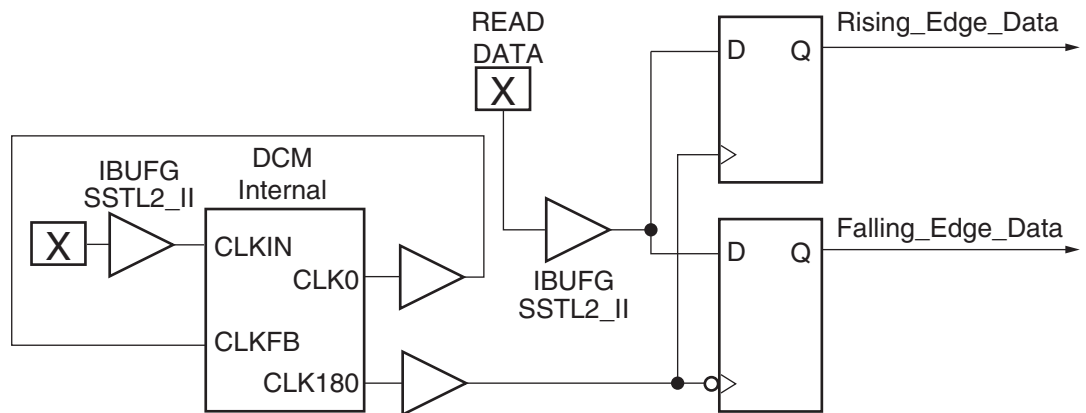 READ
DATA
X
D
Q
Rising_Edge_Data
IBUFG
SSTL2_II
X
DCM
Internal
CLKIN
CLK0
CLKFB
CLK180
IBUFG
SSTL2_II
D
Q
Falling_Edge_Data